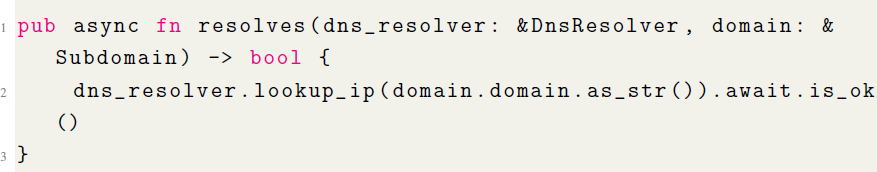 1 pub async fn resolves(dns_resolver: &DnsResolver, domain: &
Subdomain) -> bool {
2 dns_resolver.lookup_ip(domain.domain.as_str()).await.is_ok
()
3 }